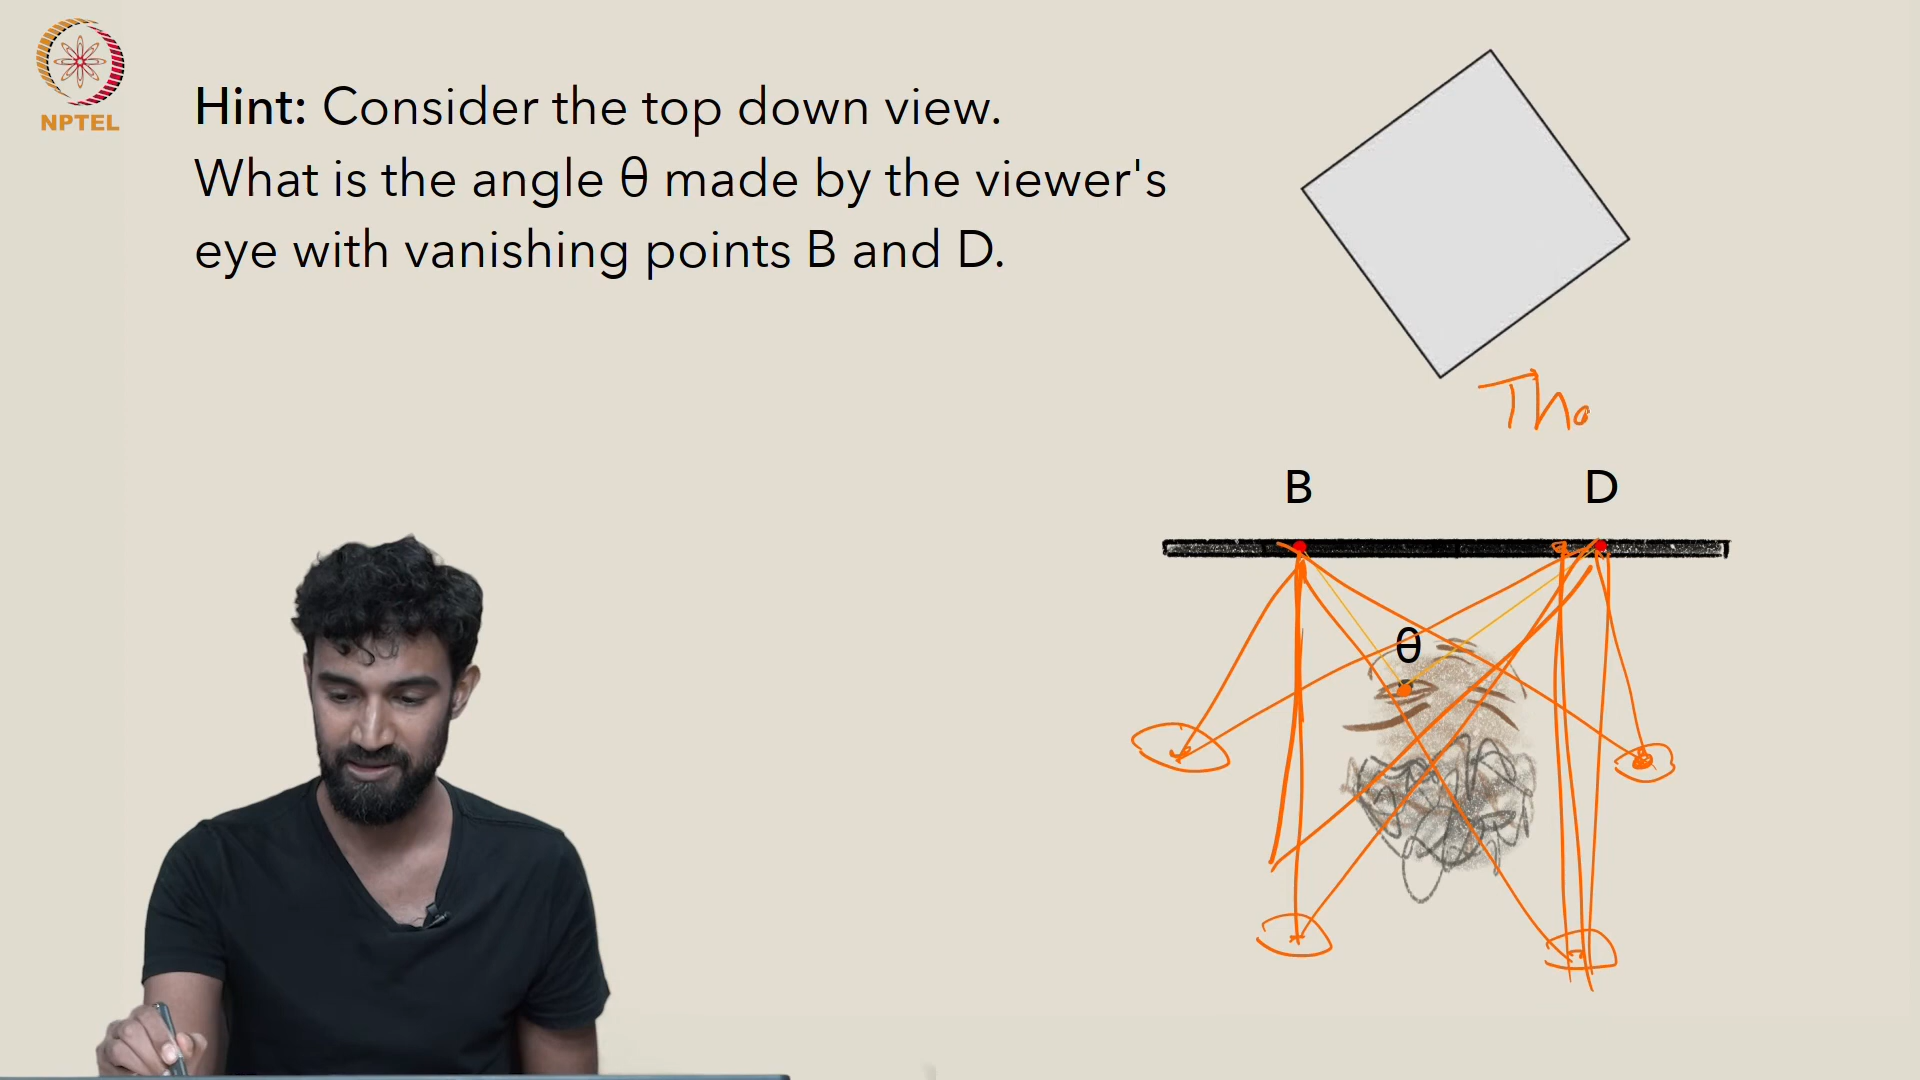 NPTEL
Hint: Consider the top down view.
What is the angle θ made by the viewer's
eye with vanishing points B and D.
Tha
B D
θ